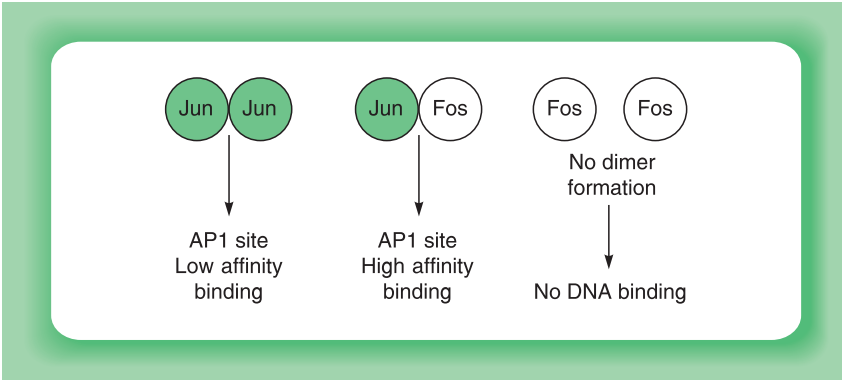 Jun Jun
Jun Fos
Fos Fos
No dimer
formation
AP1 site
Low affinity
binding
AP1 site
High affinity
binding
No DNA binding